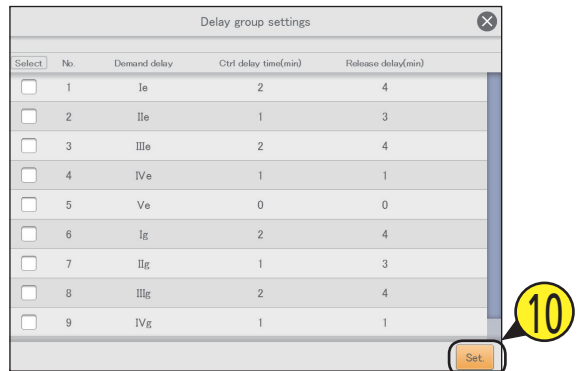 Delay group settings
Select No. Demand delay Ctrl delay time(min) Release delay(min)
1 Ie 2 4
2 IIe 1 3
3 IIIe 2 4
4 IVe 1 1
5 Ve 0 0
6 Ig 2 4
7 IIg 1 3
8 IIIg 2 4
9 IVg 1 1
10
Set.